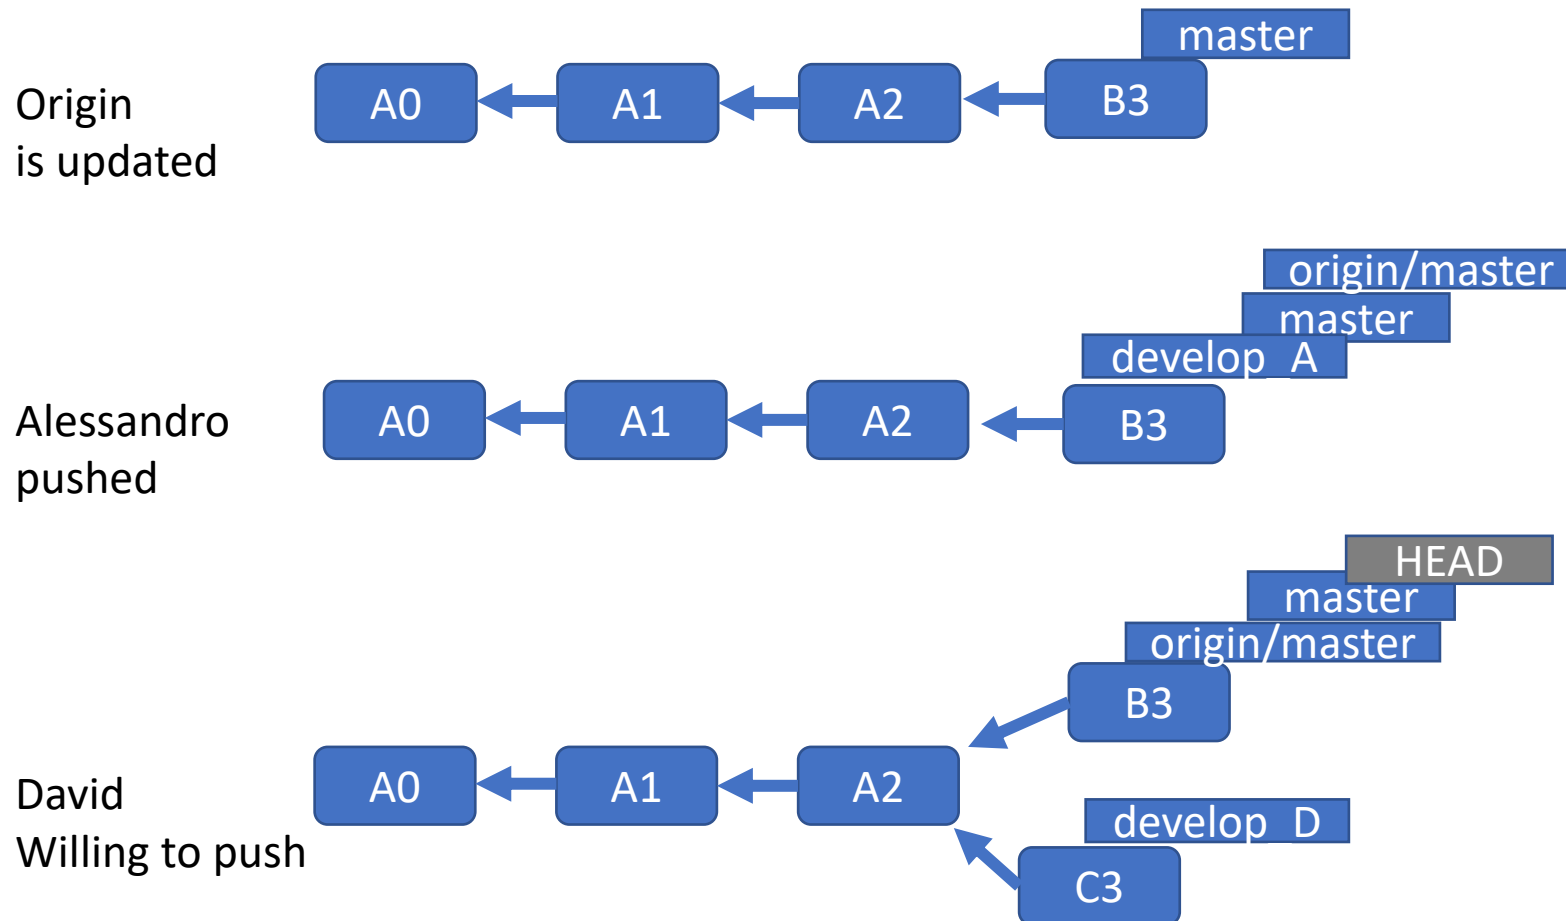 master
Origin
is updated
A0
A1
A2
B3
origin/master
master
develop_A
Alessandro
pushed
A0
A1
A2
B3
HEAD
master
origin/master
B3
David
Willing to push
A0
A1
A2
develop_D
C3